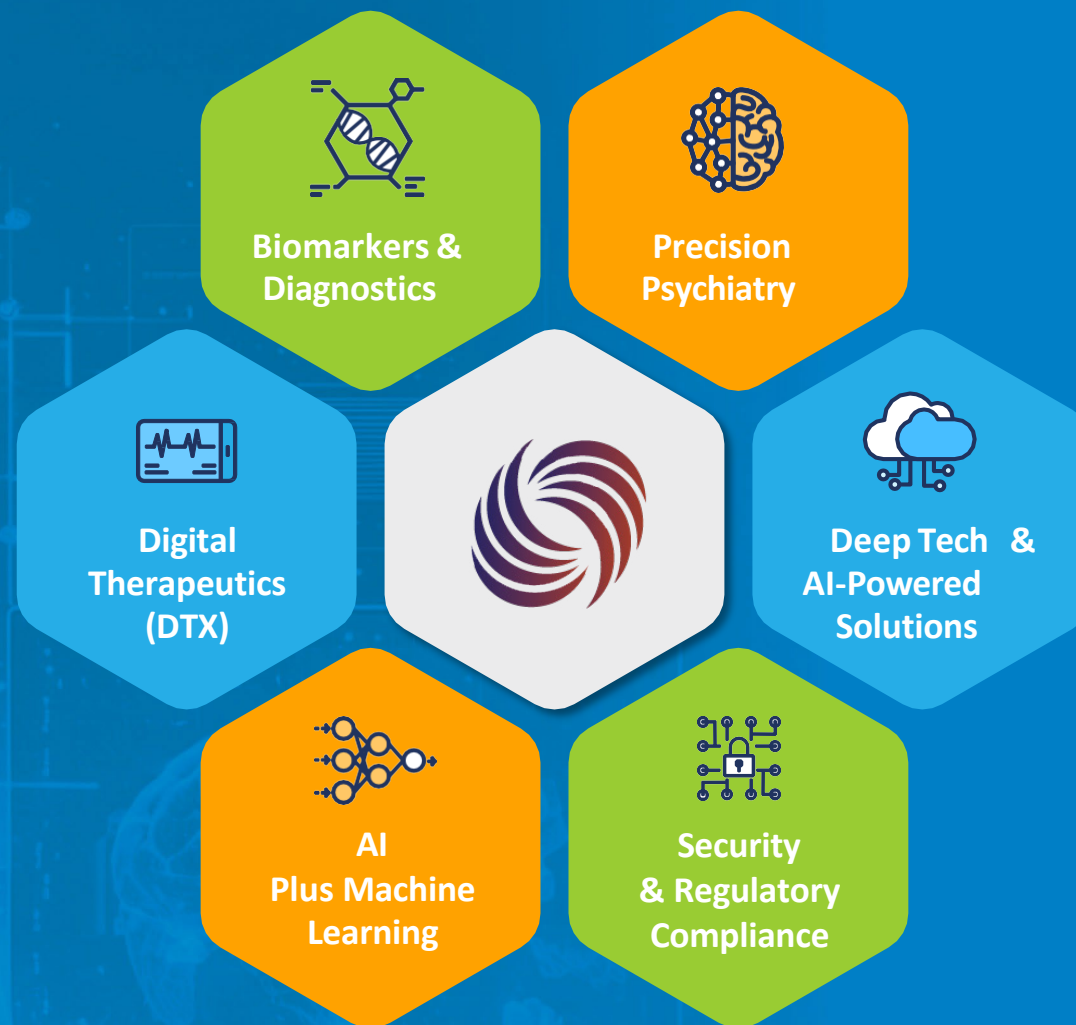 Biomarkers &
Diagnostics
Precision
Psychiatry
Digital
Therapeutics
(DTX)
Deep Tech &
AI-Powered
Solutions
AI
Plus Machine
Learning
Security
& Regulatory
Compliance